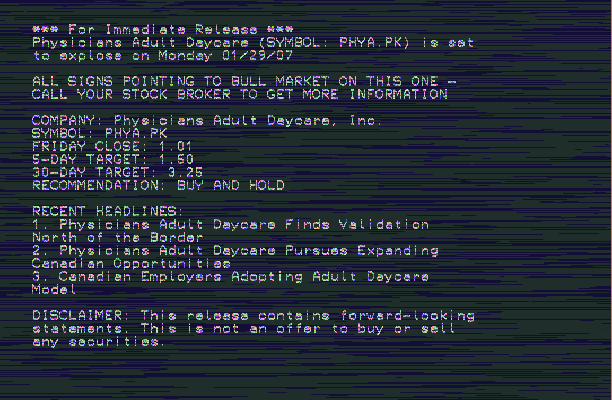 *** For Immediate Release ***
Physicians Adult Daycare (SYMBOL: PHYA.PK) is set
to explose on Monday 01/29/07
ALL SIGNS POINTING TO BULL MARKET ON THIS ONE -
CALL YOUR STOCK BROKER TO GET MORE INFORMATION
COMPANY: Physicians Adult Daycare, Inc.
SYMBOL: PHYA.PK
FRIDAY CLOSE: 1.01
5-DAY TARGET: 1.50
30-DAY TARGET: 3.25
RECOMMENDATION: BUY AND HOLD
RECENT HEADLINES:
1. Physicians Adult Daycare Finds Validation
North of the Border
2. Physicians Adult Daycare Pursues Expanding
Canadian Opportunities
3. Canadian Employers Adopting Adult Daycare
Model
DISCLAIMER: This release contains forward-looking
statements. This is not an offer to buy or sell
any securities.